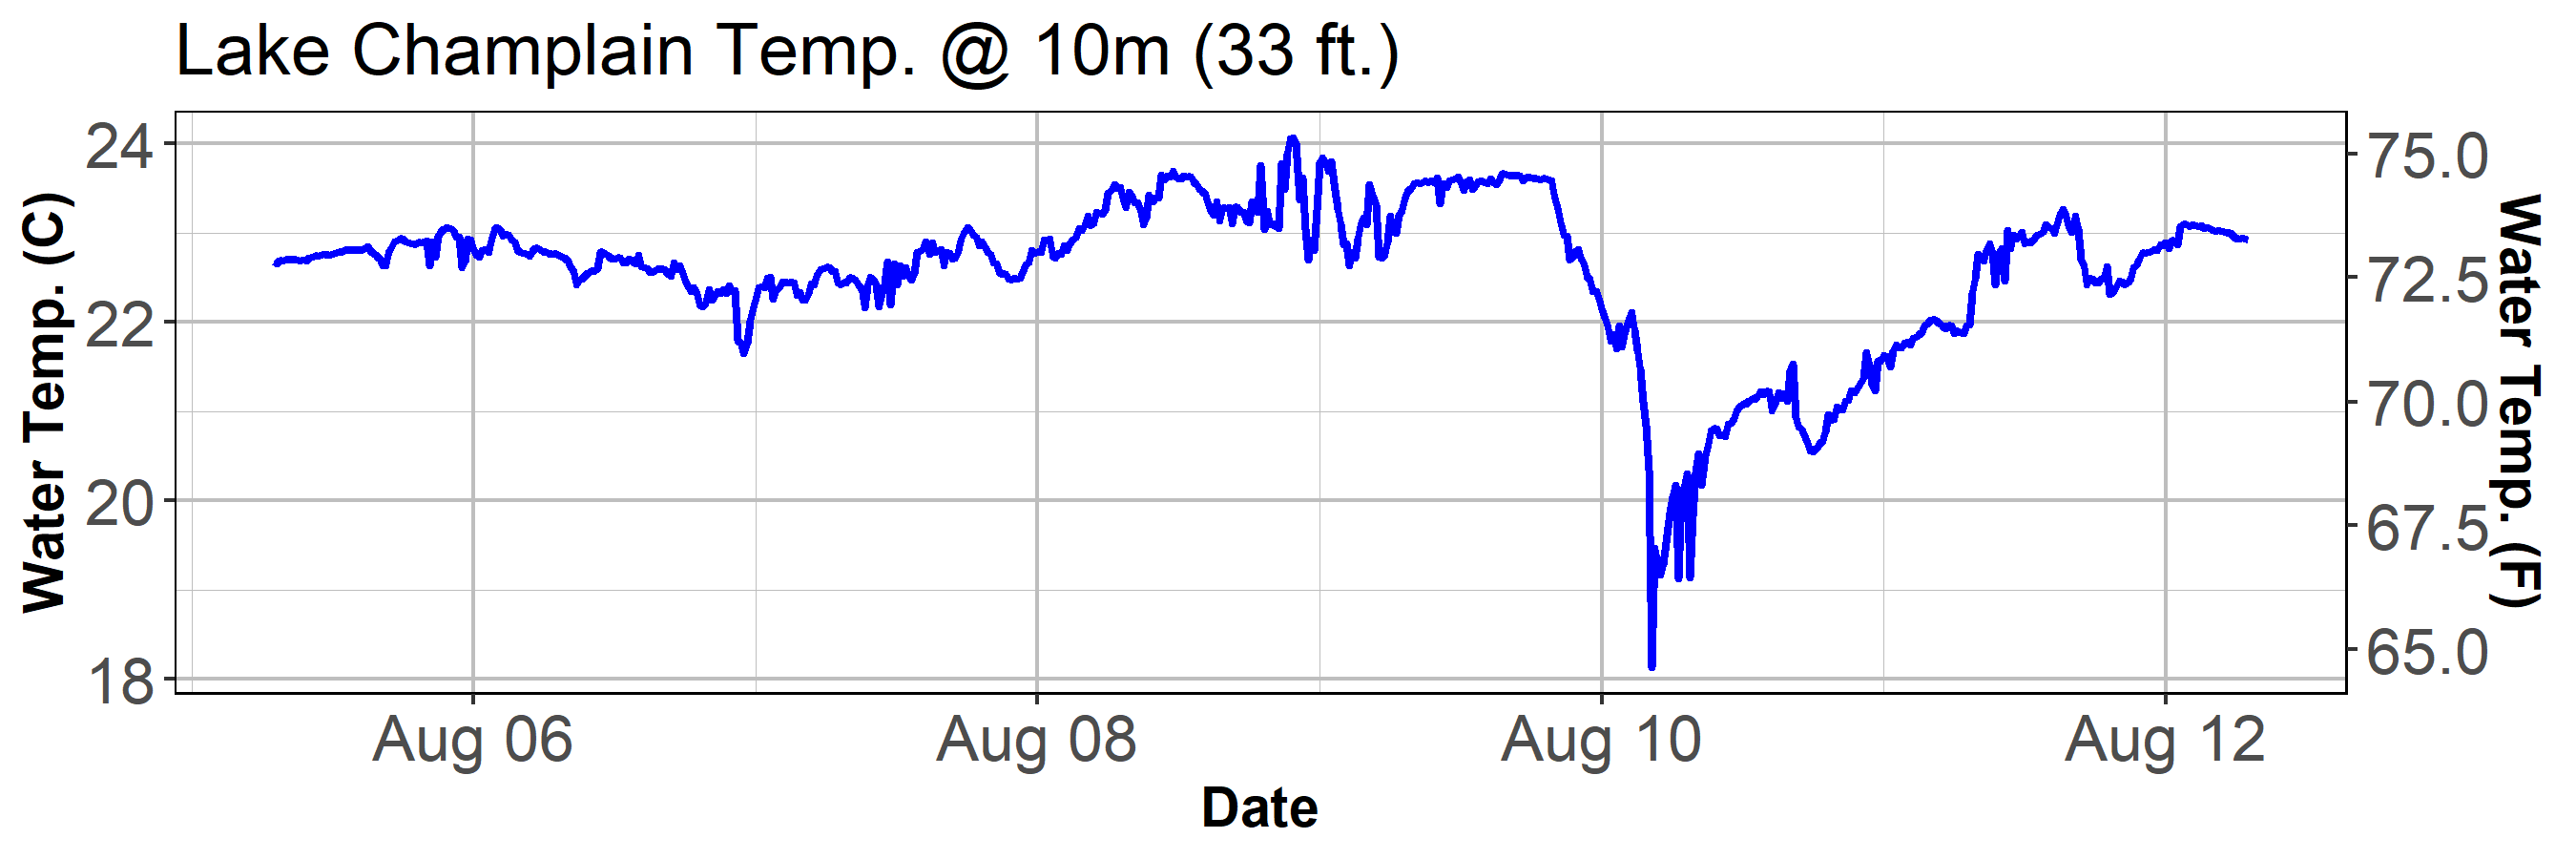 Lake Champlain Temp. @ 10m (33 ft.)
Water Temp. (C)
24
22
20
18
75.0
72.5
70.0
67.5
65.0
Water Temp. (F)
Aug 06 Aug 08 Aug 10 Aug 12
Date